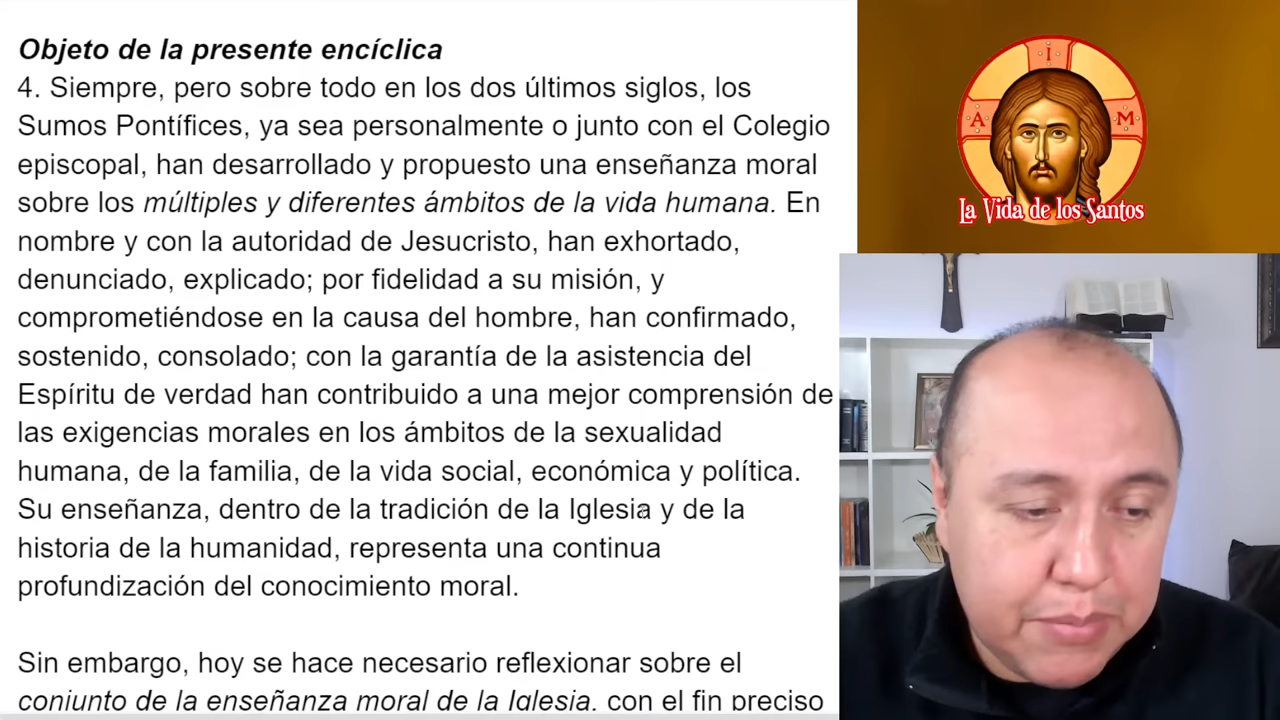 Objeto de la presente encíclica
4. Siempre, pero sobre todo en los dos últimos siglos, los
Sumos Pontífices, ya sea personalmente o junto con el Colegio
episcopal, han desarrollado y propuesto una enseñanza moral
sobre los múltiples y diferentes ámbitos de la vida humana. En
nombre y con la autoridad de Jesucristo, han exhortado,
denunciado, explicado; por fidelidad a su misión, y
comprometiéndose en la causa del hombre, han confirmado,
sostenido, consolado; con la garantía de la asistencia del
Espíritu de verdad han contribuido a una mejor comprensión de
las exigencias morales en los ámbitos de la sexualidad
humana, de la familia, de la vida social, económica y política.
Su enseñanza, dentro de la tradición de la Iglesia y de la
historia de la humanidad, representa una continua
profundización del conocimiento moral.
Sin embargo, hoy se hace necesario reflexionar sobre el
conjunto de la enseñanza moral de la Iglesia, con el fin preciso
I
A M
La Vida de los Santos